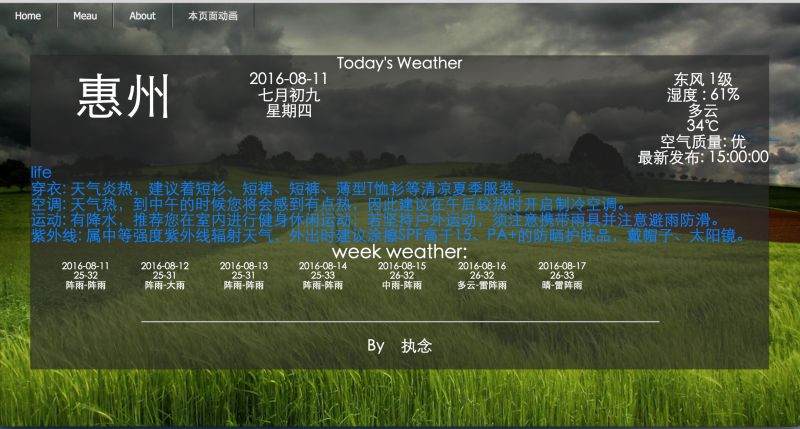 Home
Meau
About
本页面动画
Today's Weather
惠州
2016-08-11
七月初九
星期四
东风 1级
湿度 : 61%
多云
34℃
空气质量: 优
最新发布: 15:00:00
life
穿衣: 天气炎热，建议着短衫、短裙、短裤、薄型T恤衫等清凉夏季服装。
空调: 天气热，到中午的时候您将会感到有点热，因此建议在午后较热时开启制冷空调。
运动: 有降水，推荐您在室内进行健身休闲运动；若坚持户外运动，须注意携带雨具并注意避雨防滑。
紫外线: 属中等强度紫外线辐射天气，外出时建议涂擦SPF高于15、PA+的防晒护肤品，戴帽子、太阳镜。
week weather:
2016-08-11
25-32
阵雨-阵雨
2016-08-12
25-31
阵雨-大雨
2016-08-13
25-31
阵雨-阵雨
2016-08-14
25-33
阵雨-阵雨
2016-08-15
26-32
中雨-阵雨
2016-08-16
26-32
多云-雷阵雨
2016-08-17
26-33
晴-雷阵雨
By 执念